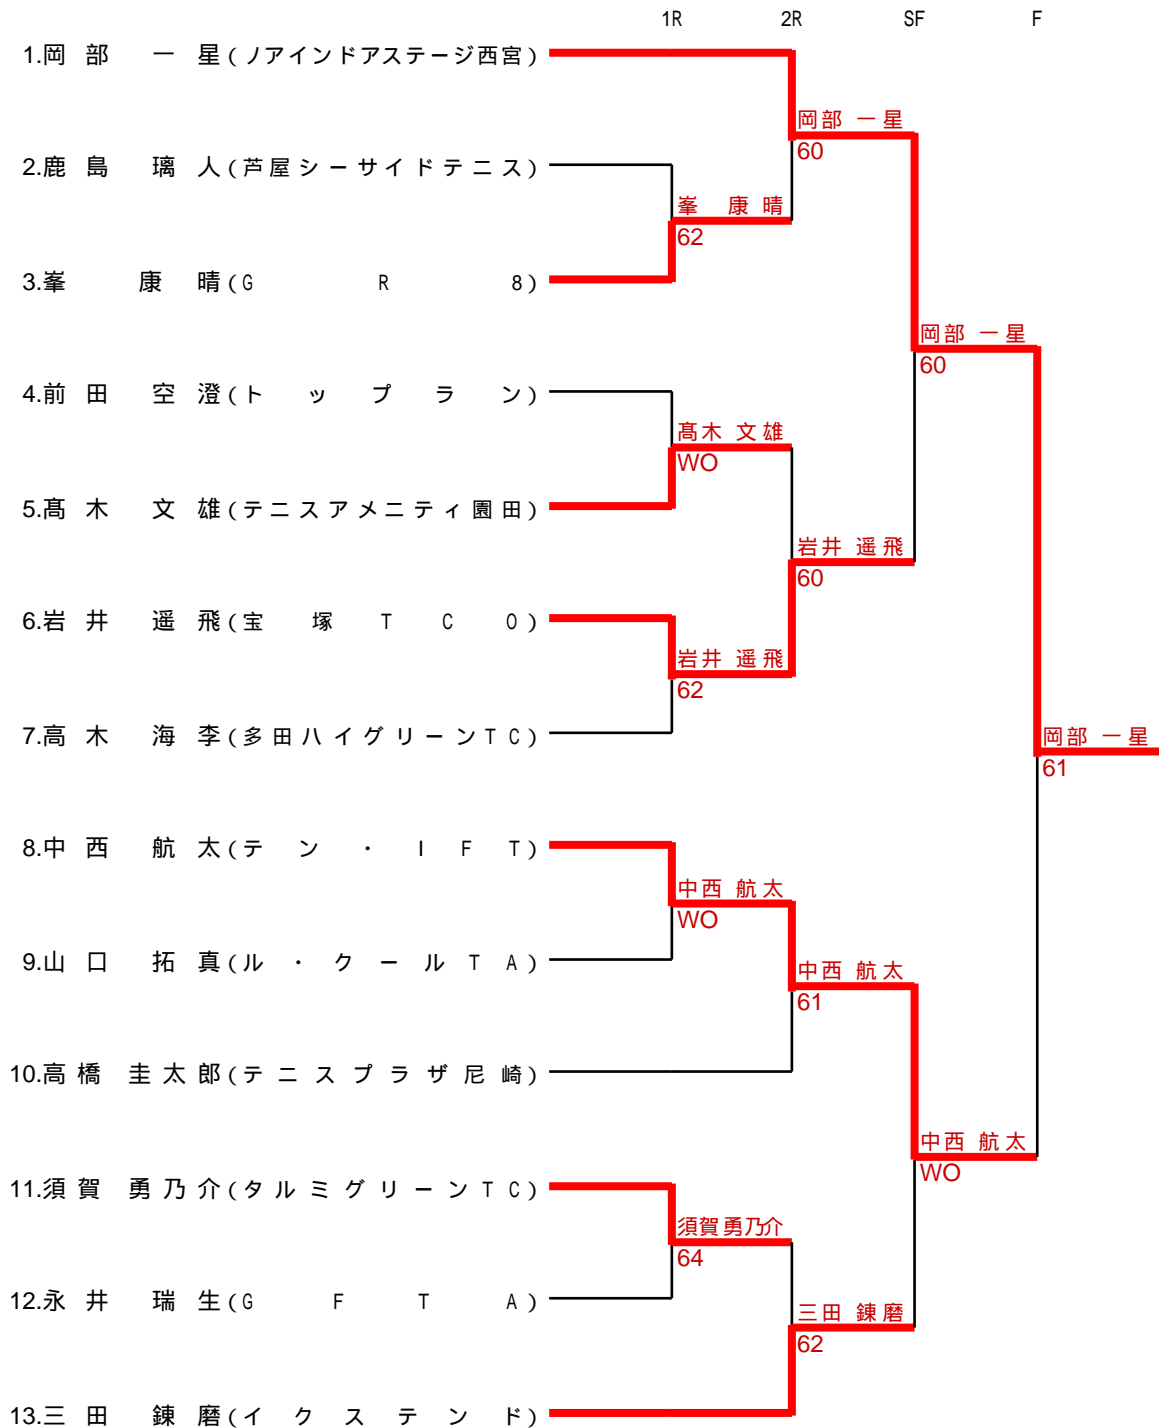 1R 2R SF F
1.岡部 一星(ノアインドアステージ西宮)
岡部 一星
60
2.鹿島 璃人(芦屋シーサイドテニス)
峯 康晴
62
3.峯 康晴(GR8)
岡部 一星
60
4.前田 空澄(トップラン)
髙木 文雄
WO
5.髙木 文雄(テニスアメニティ園田)
岩井 遥飛
60
6.岩井 遥飛(宝塚TCO)
岩井 遥飛
62
7.高木 海李(多田ハイグリーンTC)
岡部 一星
61
8.中西 航太(テン・IFT)
中西 航太
WO
9.山口 拓真(ル・クールTA)
中西 航太
61
10.高橋 圭太郎(テニスプラザ尼崎)
中西 航太
WO
11.須賀 勇乃介(タルミグリーンTC)
須賀 勇乃介
64
12.永井 瑞生(GFTA)
三田 錬磨
62
13.三田 錬磨(イクステンド)